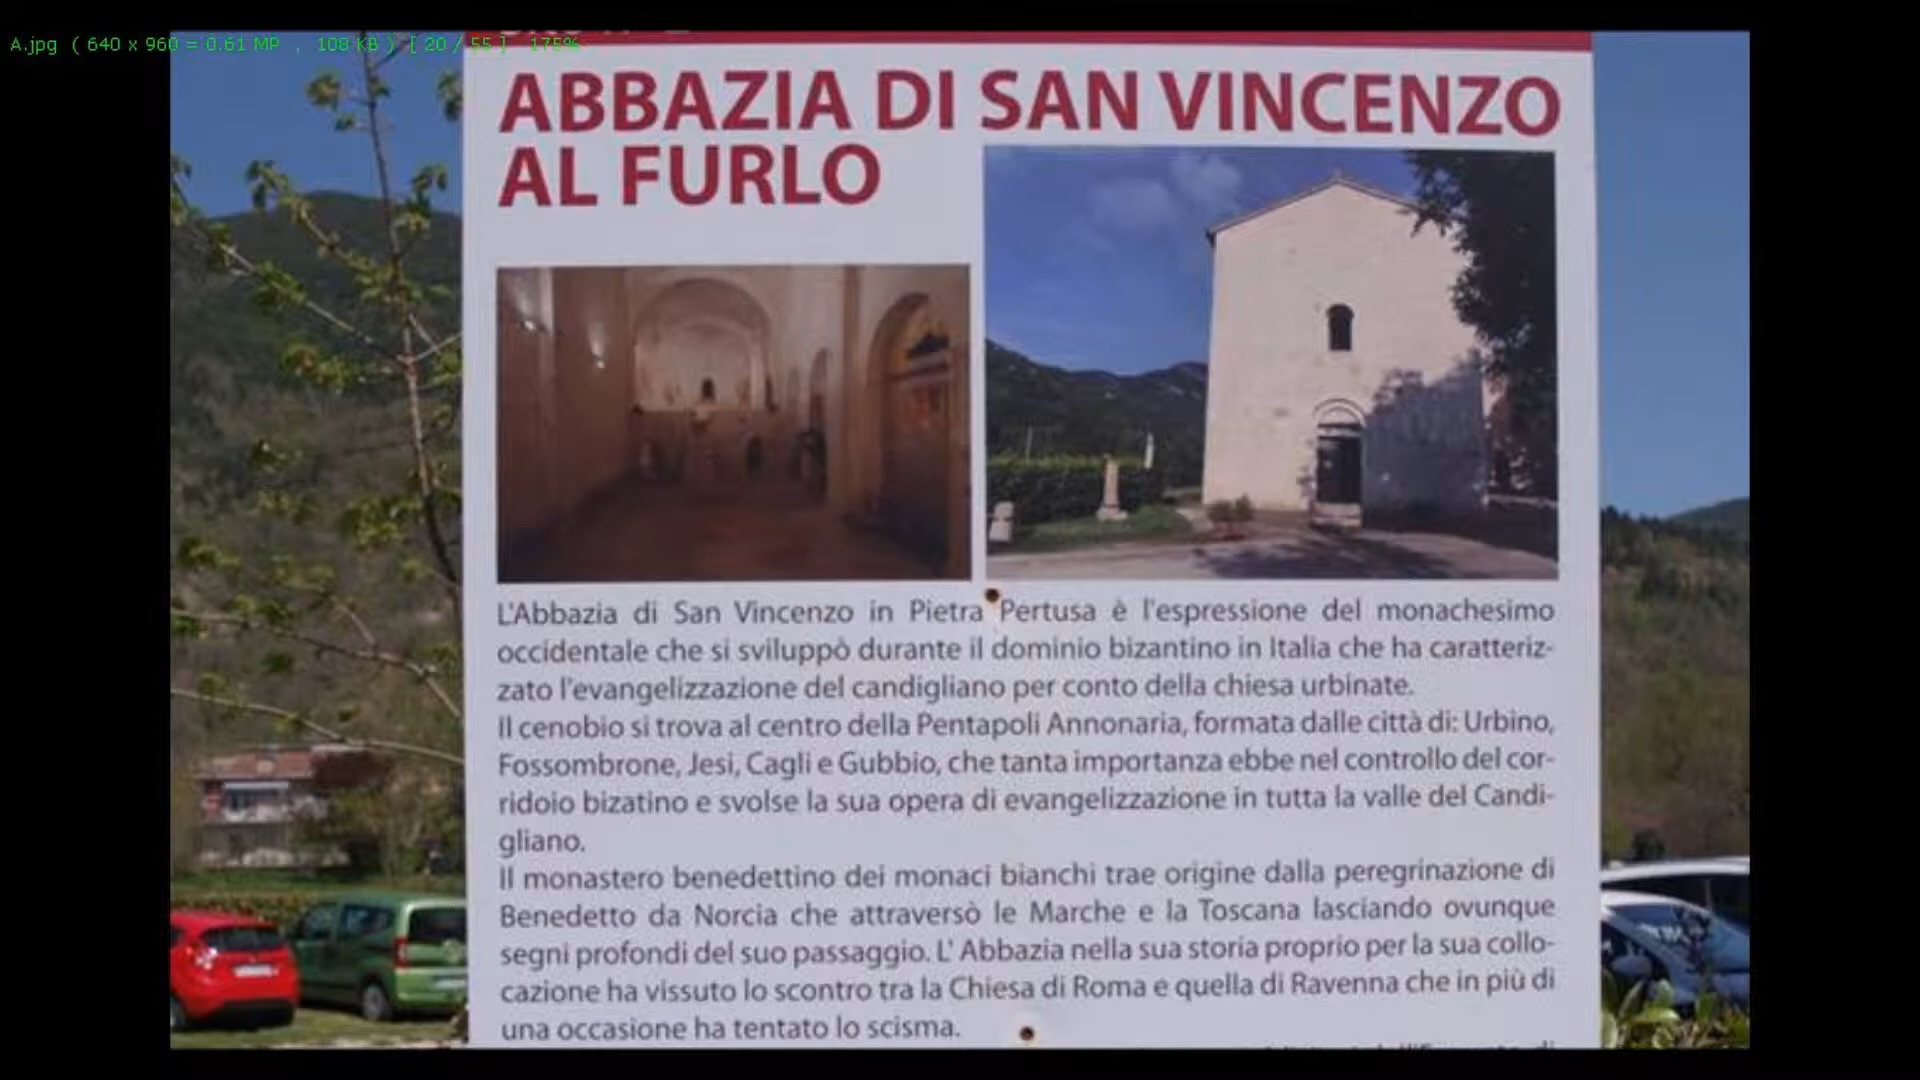 A.jpg ( 640 x 960 = 0.61 MP , 108 KB ) [ 20 / 55 ] 175%
ABBAZIA DI SAN VINCENZO
AL FURLO
L'Abbazia di San Vincenzo in Pietra Pertusa è l'espressione del monachesimo
occidentale che si sviluppò durante il dominio bizantino in Italia che ha caratteriz-
zato l'evangelizzazione del candigliano per conto della chiesa urbinate.
Il cenobio si trova al centro della Pentapoli Annonaria, formata dalle città di: Urbino,
Fossombrone, Jesi, Cagli e Gubbio, che tanta importanza ebbe nel controllo del cor-
ridoio bizatino e svolse la sua opera di evangelizzazione in tutta la valle del Candi-
gliano.
Il monastero benedettino dei monaci bianchi trae origine dalla peregrinazione di
Benedetto da Norcia che attraversò le Marche e la Toscana lasciando ovunque
segni profondi del suo passaggio. L' Abbazia nella sua storia proprio per la sua collo-
cazione ha vissuto lo scontro tra la Chiesa di Roma e quella di Ravenna che in più di
una occasione ha tentato lo scisma.